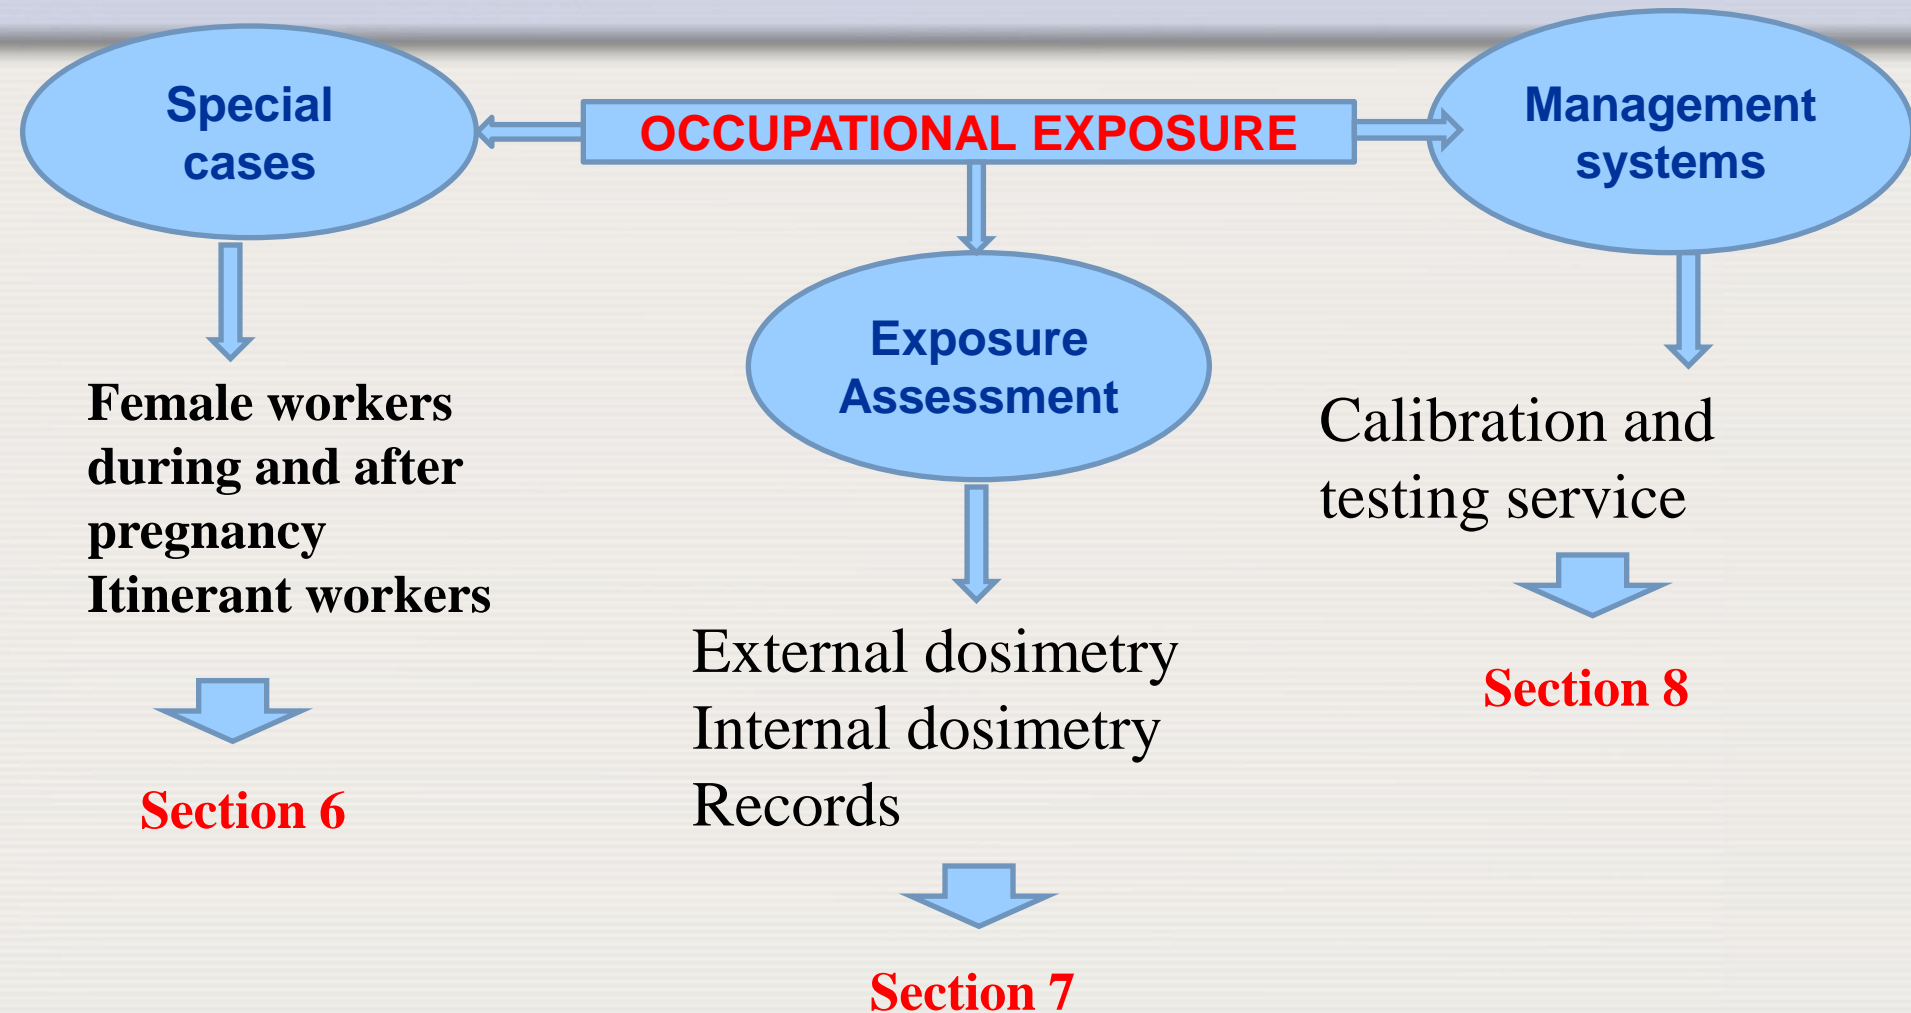 OCCUPATIONAL EXPOSURE
Special
cases
Female workers
during and after
pregnancy
Itinerant workers
Section 6
Exposure
Assessment
External dosimetry
Internal dosimetry
Records
Section 7
Management
systems
Calibration and
testing service
Section 8